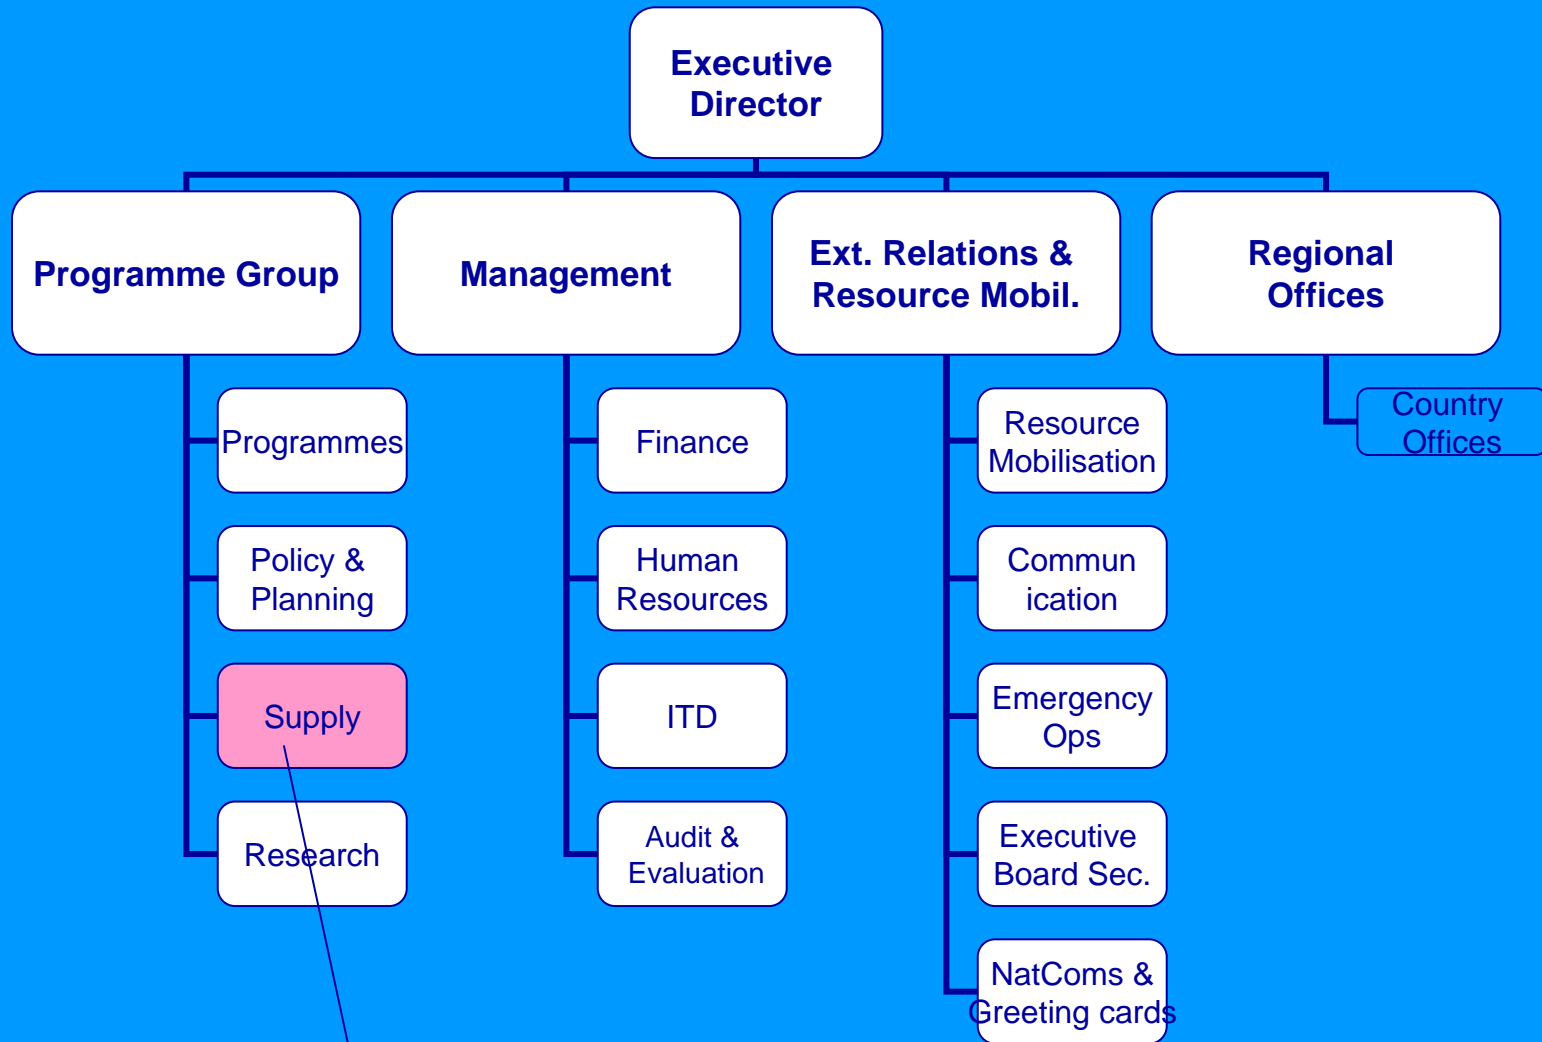 Executive
Director
Programme Group
Management
Ext. Relations &
Resource Mobil.
Regional
Offices
Programmes
Policy &
Planning
Supply
Research
Finance
Human
Resources
ITD
Audit &
Evaluation
Resource
Mobilisation
Commun
ication
Emergency
Ops
Executive
Board Sec.
NatComs &
Greeting cards
Country
Offices